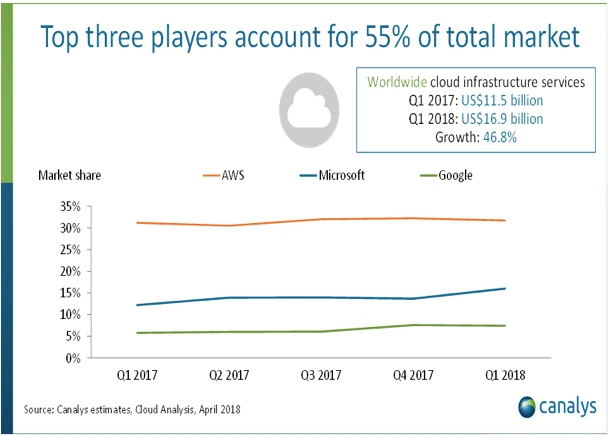 Top three players account for 55% of total market
Worldwide cloud infrastructure services
Q1 2017: US$11.5 billion
Q1 2018: US$16.9 billion
Growth: 46.8%
Market share
AWS
Microsoft
Google
35%
30%
25%
20%
15%
10%
5%
0%
Q1 2017
Q2 2017
Q3 2017
Q4 2017
Q1 2018
Source: Canalys estimates, Cloud Analysis, April 2018
canalys